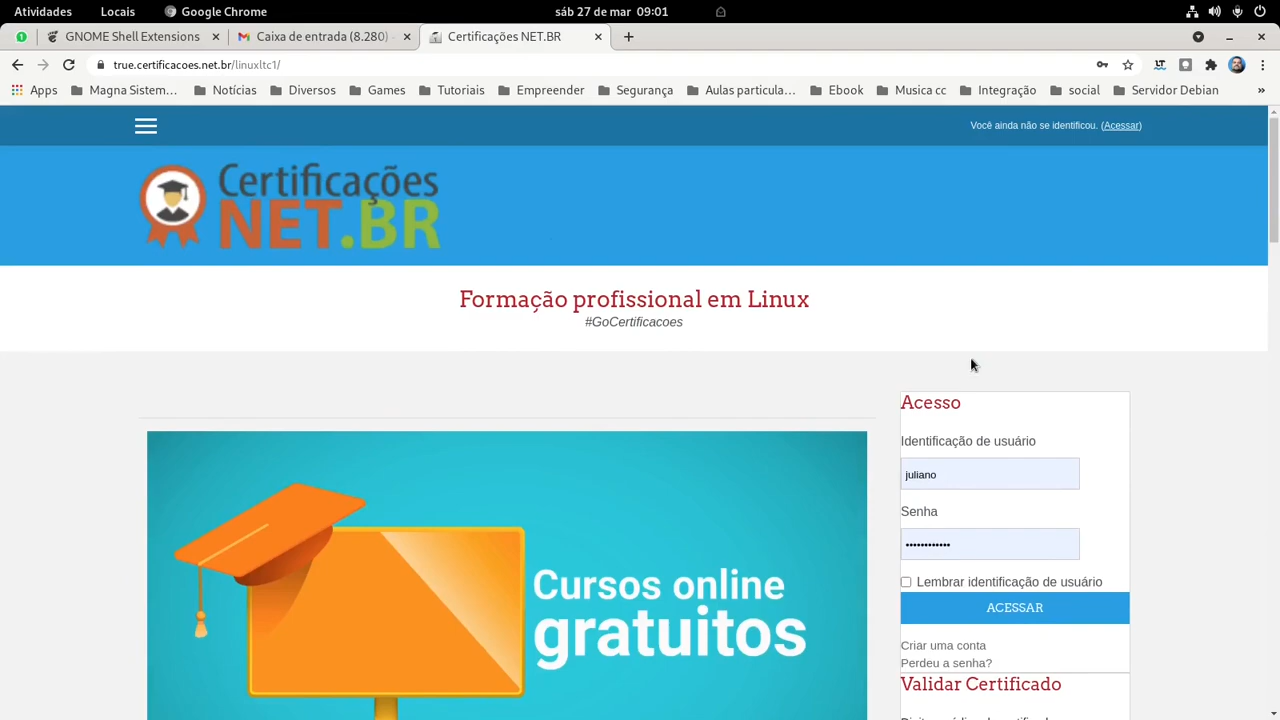 Atividades Locais Google Chrome sáb 27 de mar 09:01
GNOME Shell Extensions Caixa de entrada (8.280) - Certificações NET.BR
true.certificacoes.net.br/linuxltc1/
Apps Magna Sistem... Notícias Diversos Games Tutoriais Empreender Segurança Aulas particula... Ebook Musica cc Integração social Servidor Debian »
Você ainda não se identificou. (Acessar)
Certificações
NET.BR
Formação profissional em Linux
#GoCertificacoes
Acesso
Identificação de usuário
juliano
Senha
••••••••••••
Lembrar identificação de usuário
ACESSAR
Criar uma conta
Perdeu a senha?
Validar Certificado
Cursos online
gratuitos